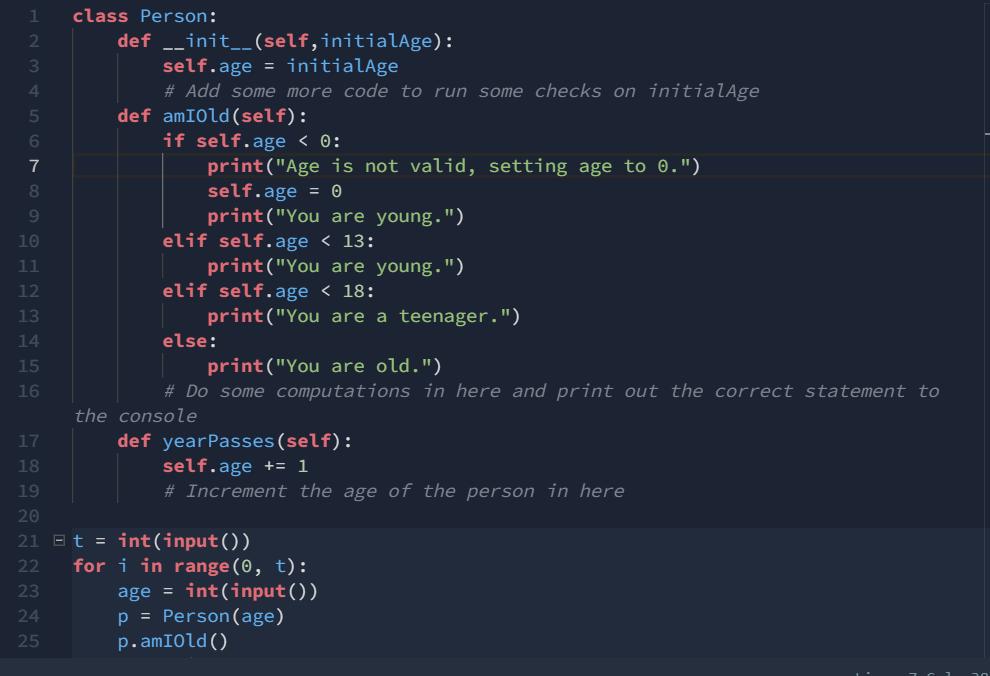 1 class Person:
2     def __init__(self,initialAge):
3         self.age = initialAge
4         # Add some more code to run some checks on initialAge
5     def amIOld(self):
6         if self.age < 0:
7             print("Age is not valid, setting age to 0.")
8             self.age = 0
9             print("You are young.")
10         elif self.age < 13:
11             print("You are young.")
12         elif self.age < 18:
13             print("You are a teenager.")
14         else:
15             print("You are old.")
16         # Do some computations in here and print out the correct statement to
the console
17     def yearPasses(self):
18         self.age += 1
19         # Increment the age of the person in here
20
21 t = int(input())
22 for i in range(0, t):
23     age = int(input())
24     p = Person(age)
25     p.amIOld()